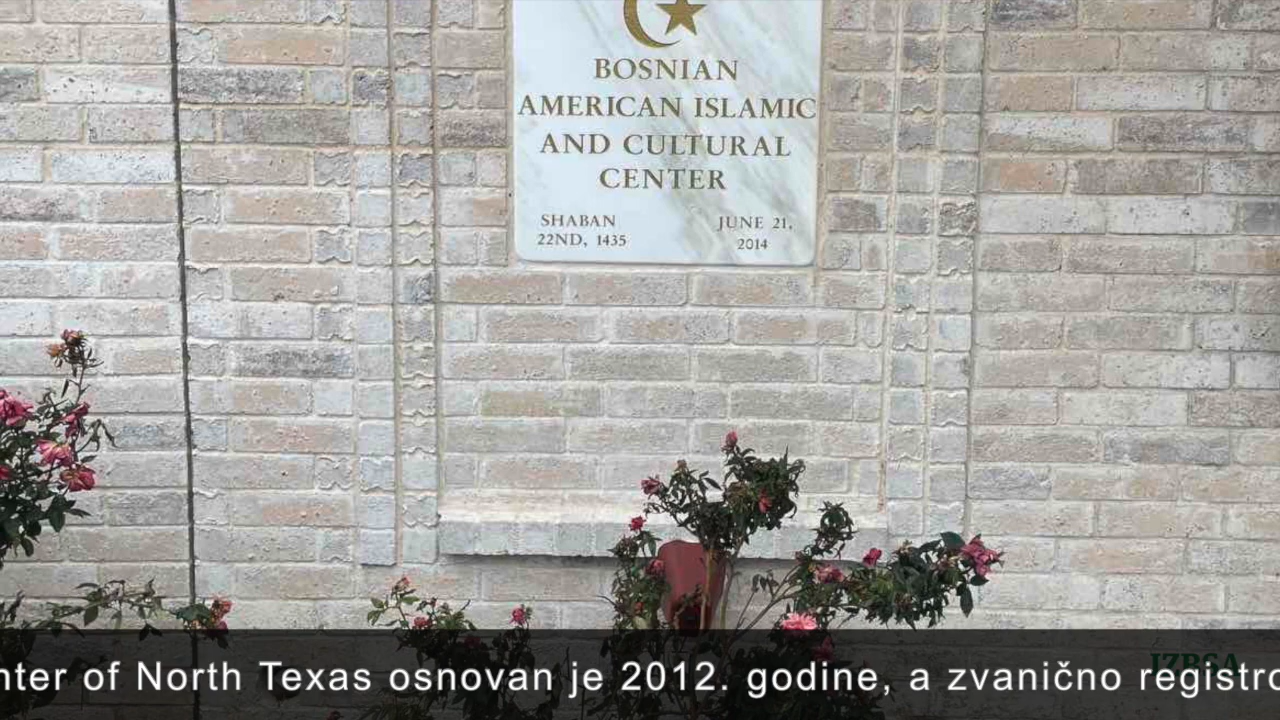 BOSNIAN
AMERICAN ISLAMIC
AND CULTURAL
CENTER
SHABAN
22ND, 1435
JUNE 21,
2014
IZBSA
nter of North Texas osnovan je 2012. godine, a zvanično registro